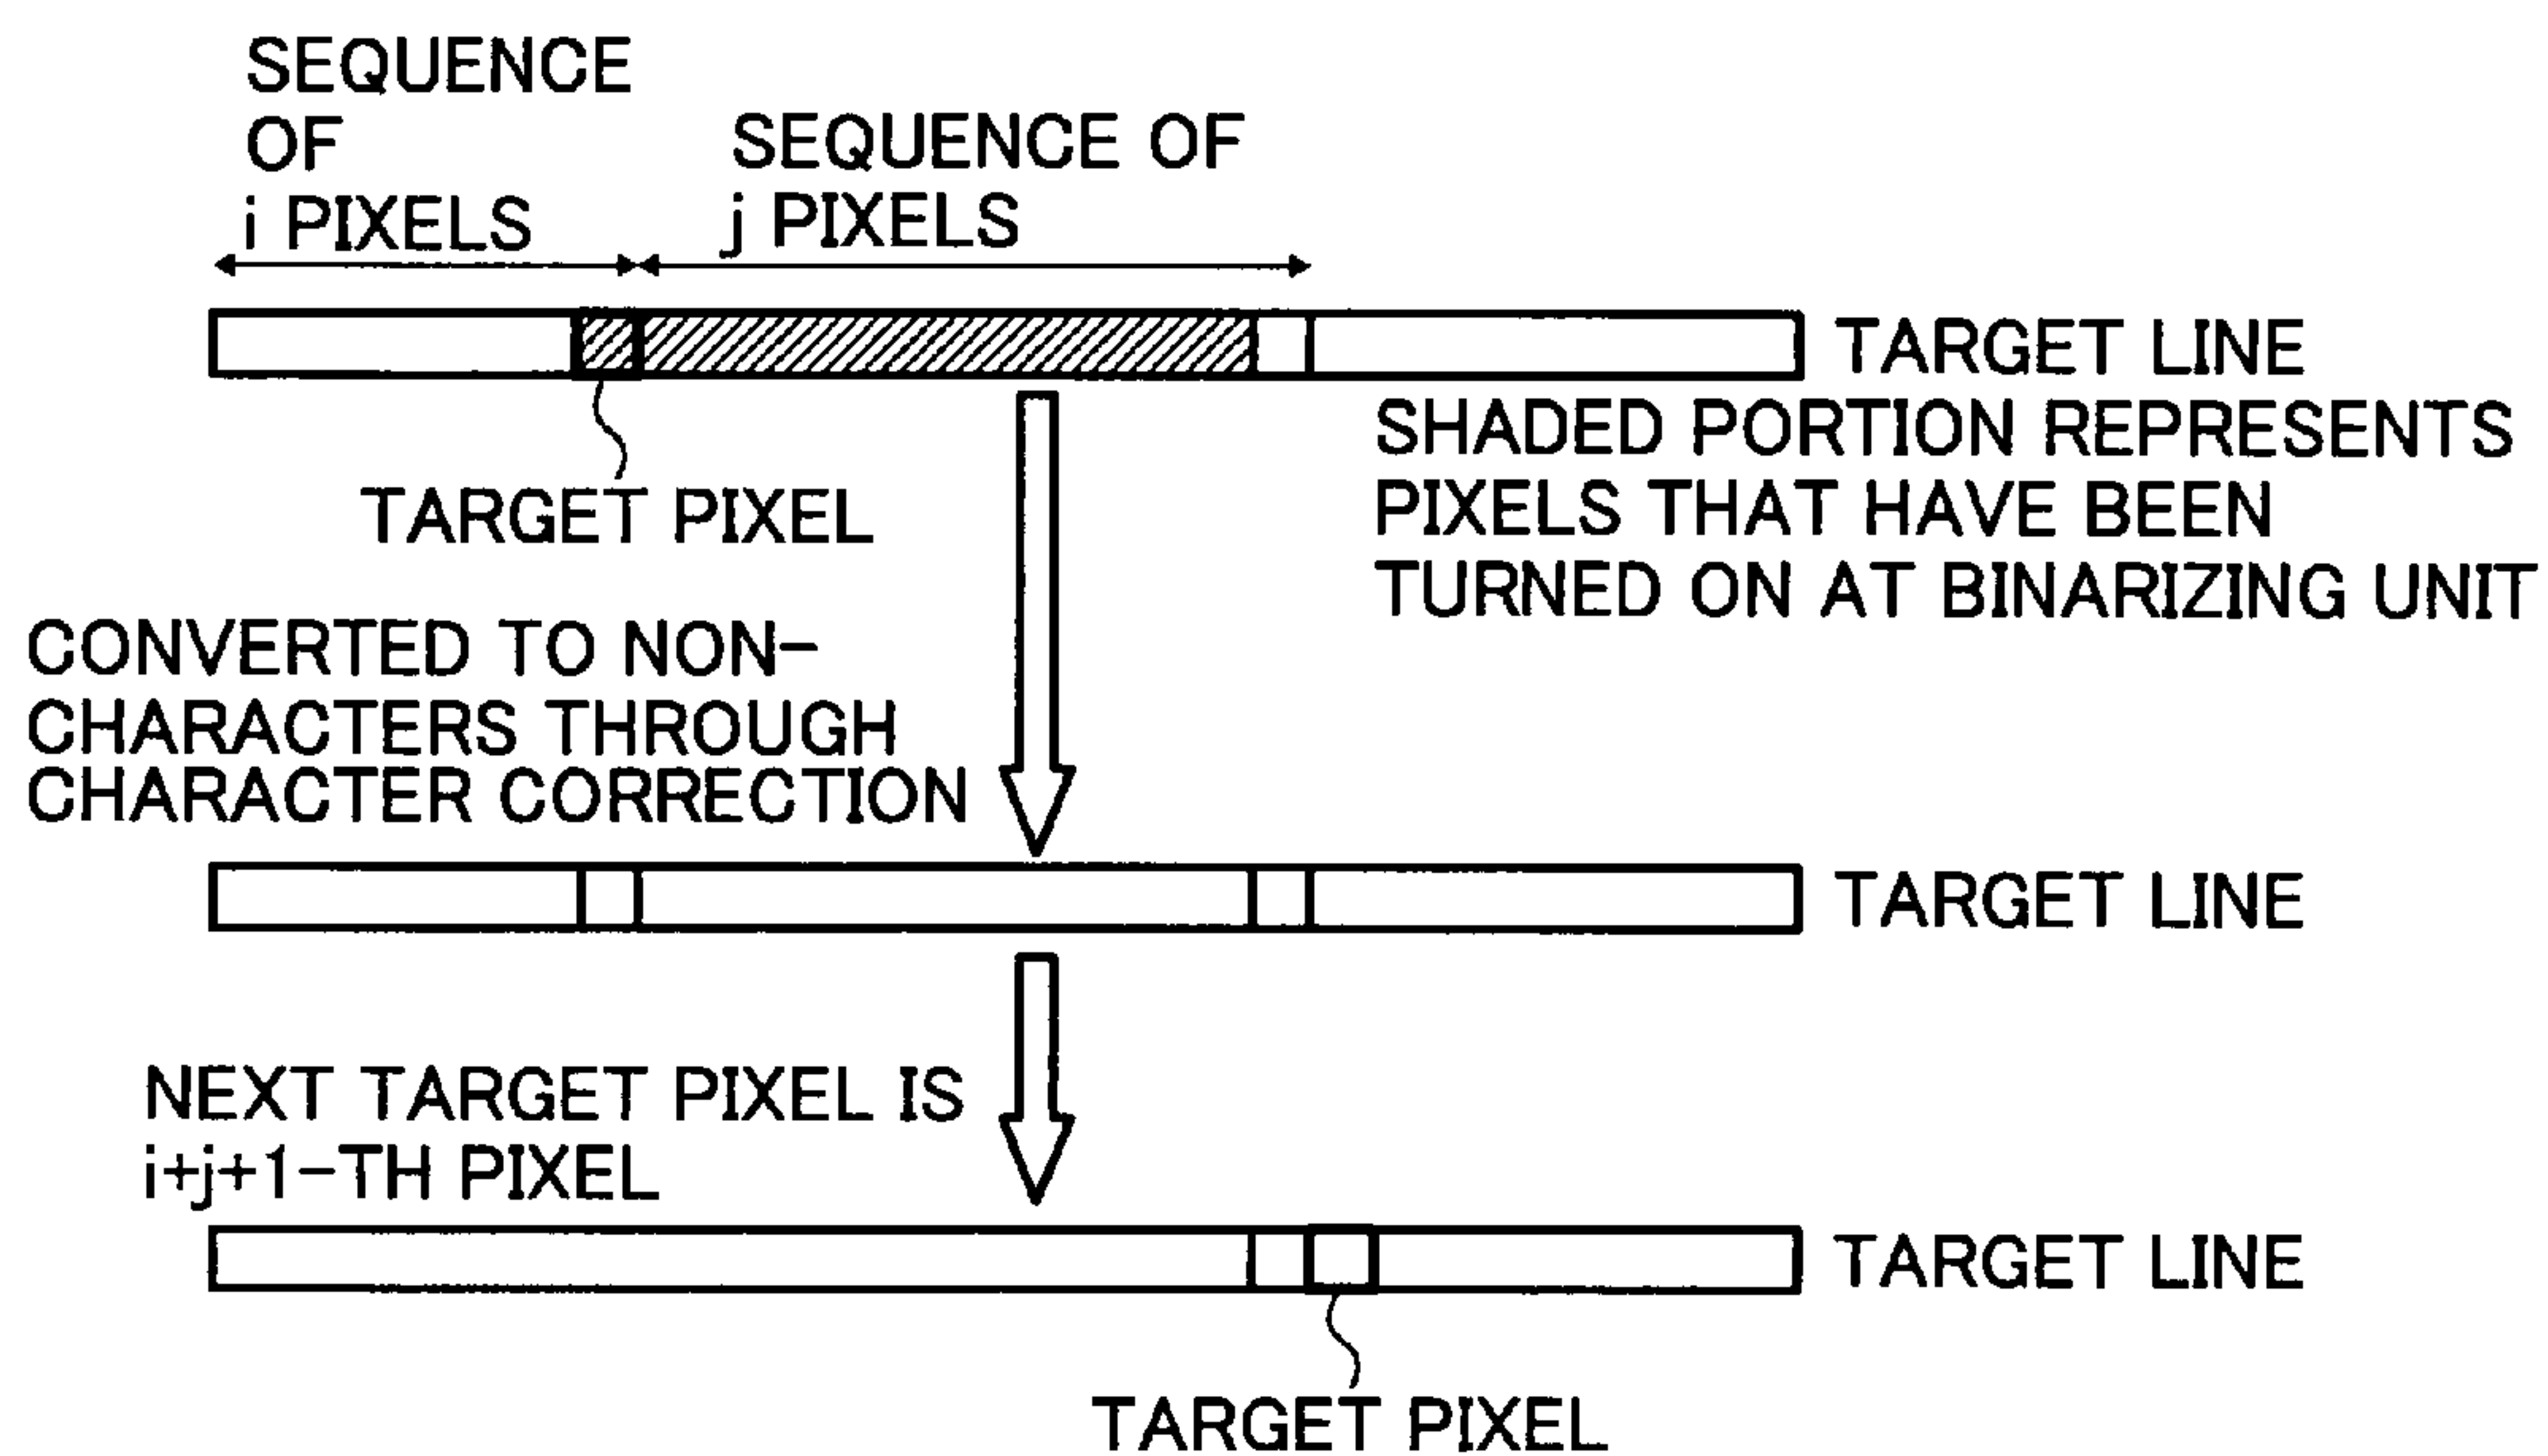 SEQUENCE
OF
i PIXELS
SEQUENCE OF
j PIXELS
TARGET LINE
SHADED PORTION REPRESENTS
PIXELS THAT HAVE BEEN
TURNED ON AT BINARIZING UNIT
TARGET PIXEL
CONVERTED TO NON-
CHARACTERS THROUGH
CHARACTER CORRECTION
TARGET LINE
NEXT TARGET PIXEL IS
i+j+1-TH PIXEL
TARGET LINE
TARGET PIXEL